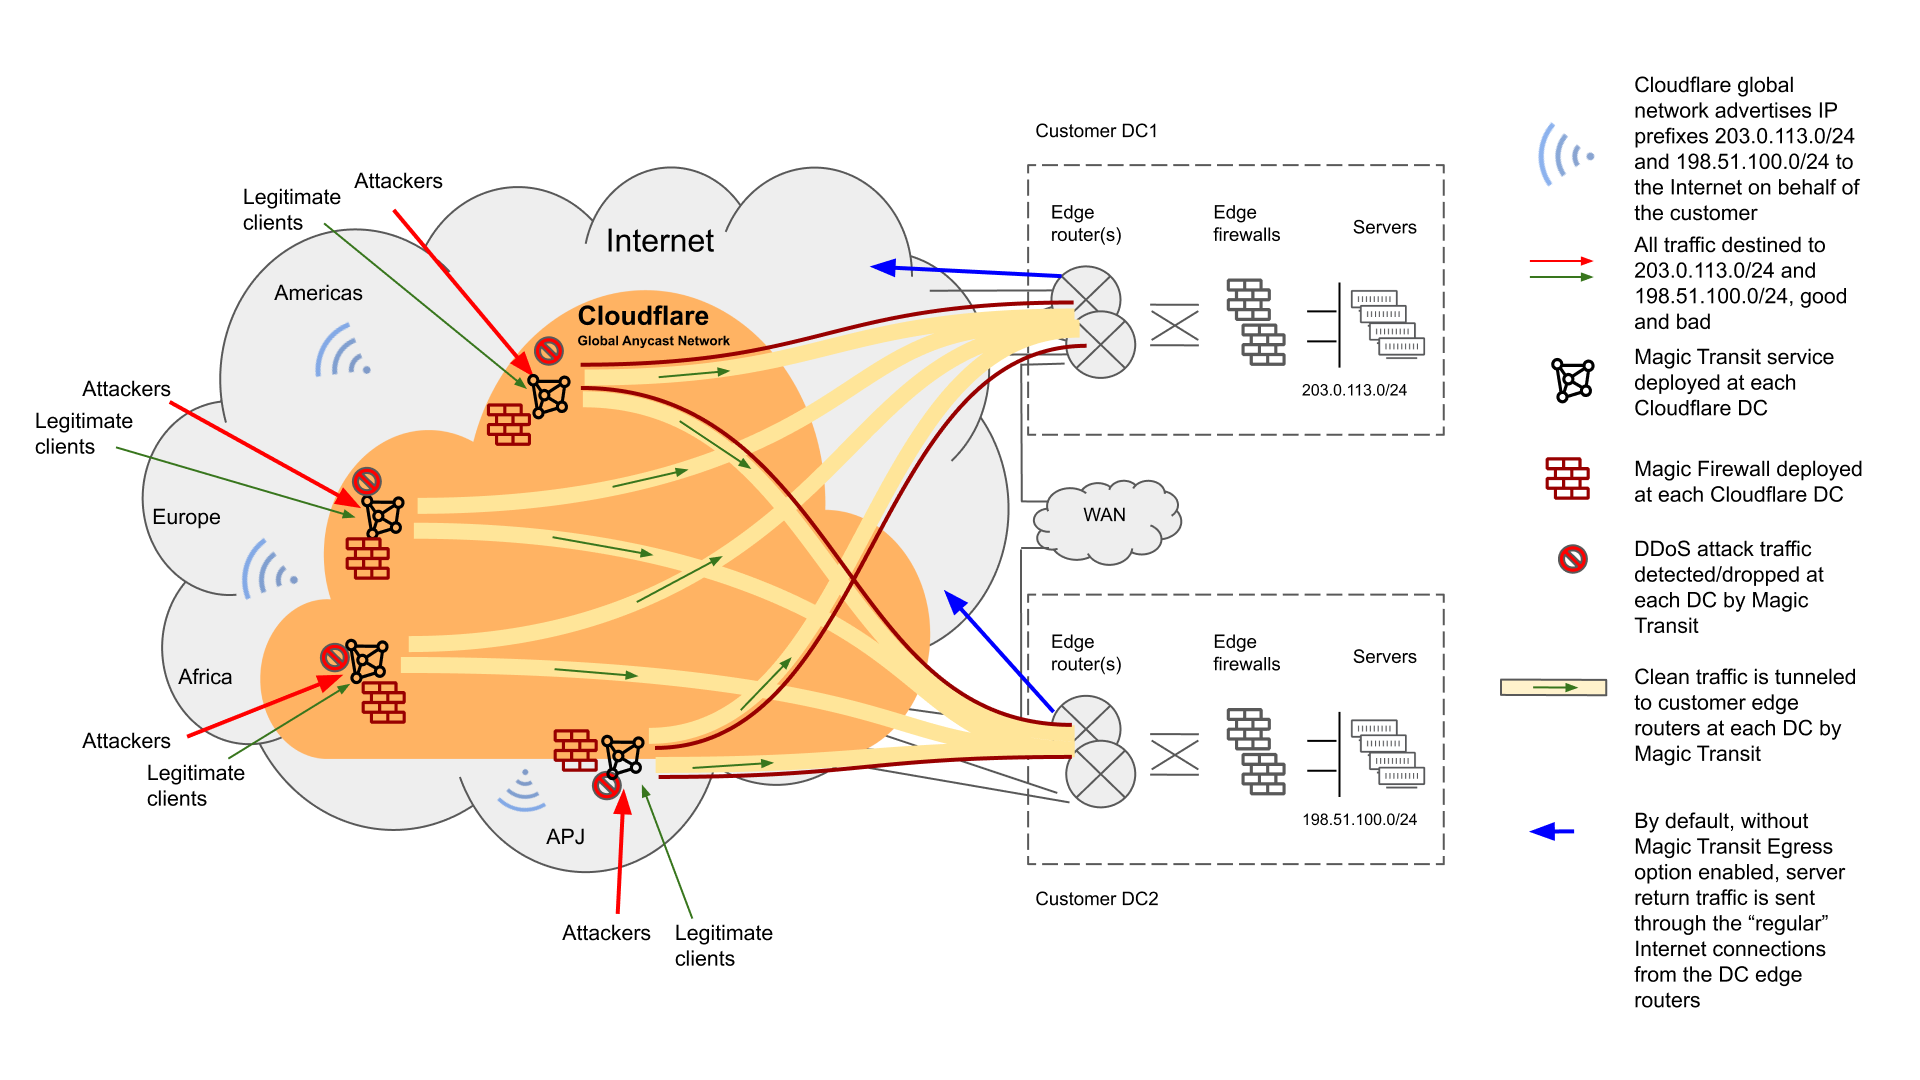 Customer DC1
Attackers
Legitimate
clients
Internet
Americas
Cloudflare
Global Anycast Network
Edge
router(s)
Edge
firewalls
Servers
203.0.113.0/24
Attackers
Legitimate
clients
Europe
WAN
Africa
Attackers
Legitimate
clients
APJ
Attackers
Legitimate
clients
Edge
router(s)
Edge
firewalls
Servers
198.51.100.0/24
Customer DC2
Cloudflare global
network advertises IP
prefixes 203.0.113.0/24
and 198.51.100.0/24 to
the Internet on behalf of
the customer
All traffic destined to
203.0.113.0/24 and
198.51.100.0/24, good
and bad
Magic Transit service
deployed at each
Cloudflare DC
Magic Firewall deployed
at each Cloudflare DC
DDoS attack traffic
detected/dropped at
each DC by Magic
Transit
Clean traffic is tunneled
to customer edge
routers at each DC by
Magic Transit
By default, without
Magic Transit Egress
option enabled, server
return traffic is sent
through the “regular”
Internet connections
from the DC edge
routers